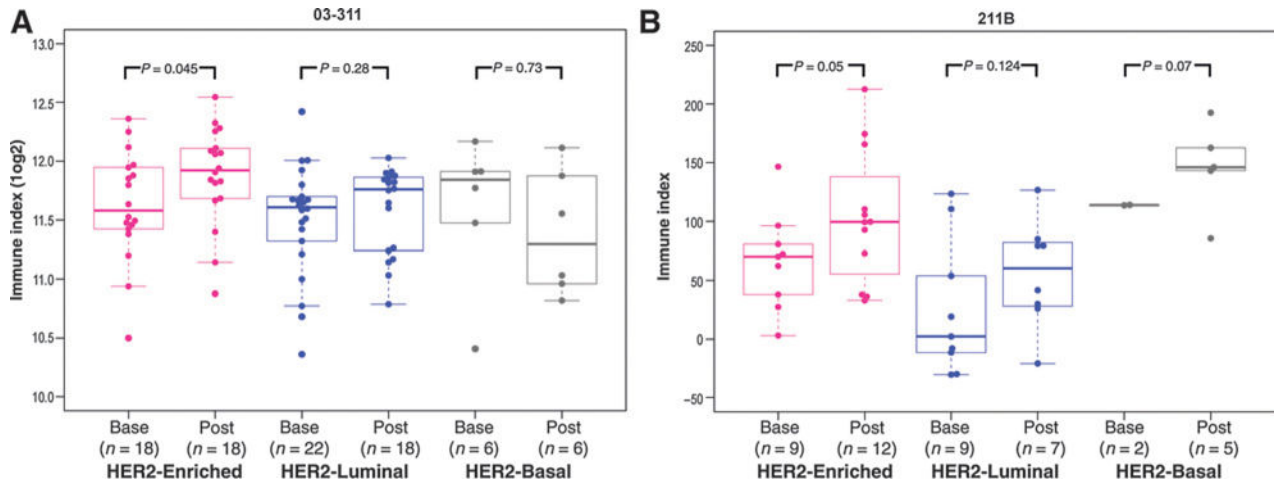 A
03-311
13.0
12.5
12.0
11.5
11.0
10.5
10.0
Immune index (1og2)
P = 0.045
P = 0.28
P = 0.73
Base Post Base Post Base Post
(n = 18) (n = 18) (n = 22) (n = 18) (n = 6) (n = 6)
HER2-Enriched HER2-Luminal HER2-Basal
B
211B
250
200
150
100
50
0
−50
Immune index
P = 0.05
P = 0.124
P = 0.07
Base Post Base Post Base Post
(n = 9) (n = 12) (n = 9) (n = 7) (n = 2) (n = 5)
HER2-Enriched HER2-Luminal HER2-Basal